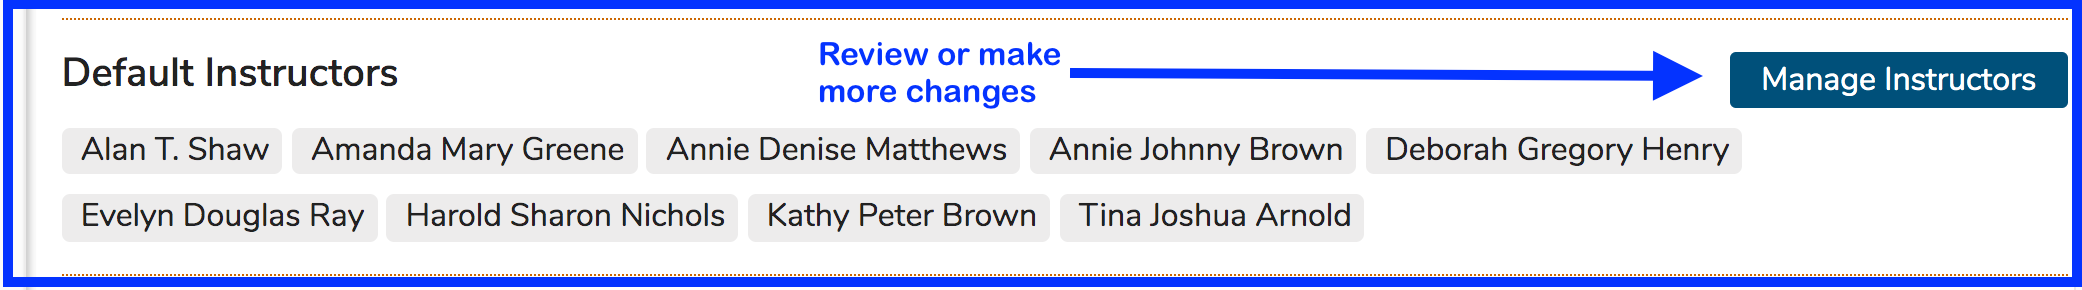 Default Instructors
Review or make
more changes
Manage Instructors
Alan T. Shaw Amanda Mary Greene Annie Denise Matthews Annie Johnny Brown Deborah Gregory Henry
Evelyn Douglas Ray Harold Sharon Nichols Kathy Peter Brown Tina Joshua Arnold